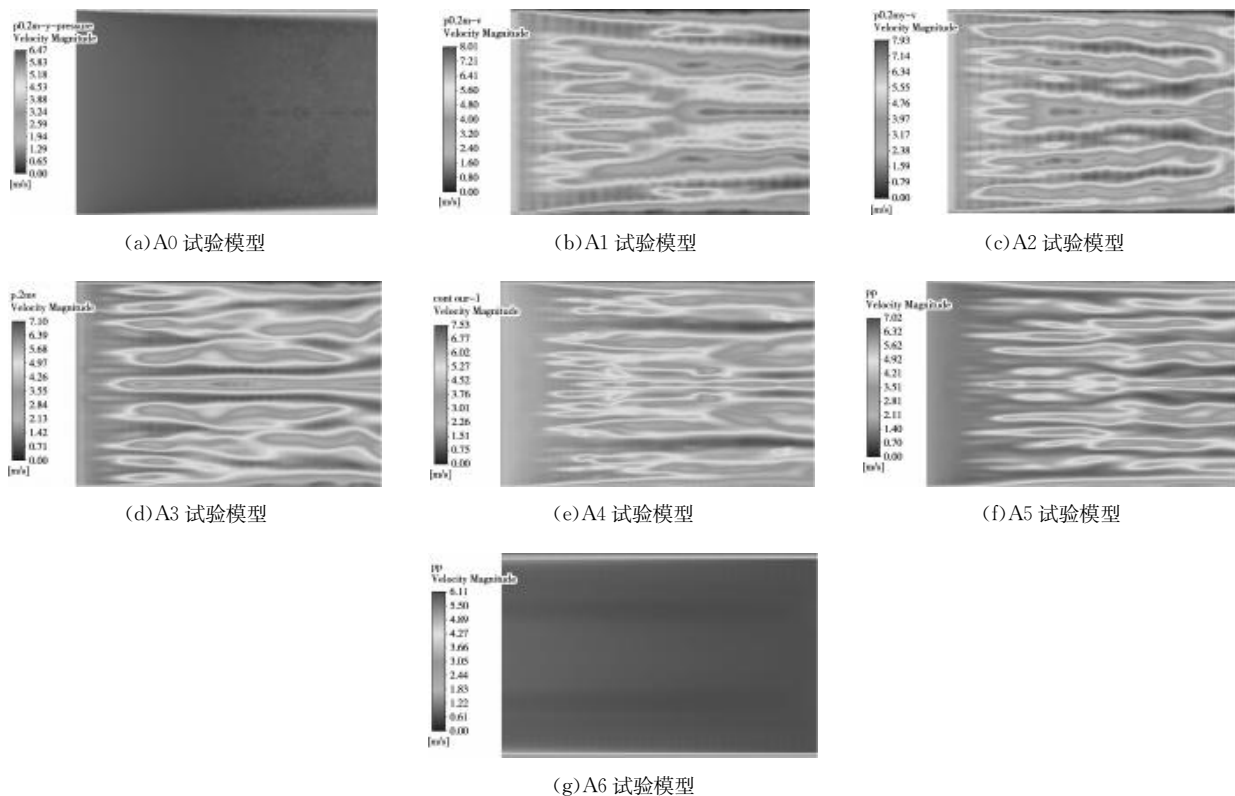 p0.2m-y-pressure
Velocity Magnitude
6.47
5.83
5.18
4.53
3.88
3.24
2.59
1.94
1.29
0.65
0.00
[m/s]
(a)A0 试验模型
p0.2m-v
Velocity Magnitude
8.01
7.21
6.41
5.60
4.80
4.00
3.20
2.40
1.60
0.80
0.00
[m/s]
(b)A1 试验模型
p0.2my-v
Velocity Magnitude
7.93
7.14
6.34
5.55
4.76
3.97
3.17
2.38
1.59
0.79
0.00
[m/s]
(c)A2 试验模型
p.2mv
Velocity Magnitude
7.10
6.39
5.68
4.97
4.26
3.55
2.84
2.13
1.42
0.71
0.00
[m/s]
(d)A3 试验模型
contour-1
Velocity Magnitude
7.53
6.77
6.02
5.27
4.52
3.76
3.01
2.26
1.51
0.75
0.00
[m/s]
(e)A4 试验模型
pp
Velocity Magnitude
7.02
6.32
5.62
4.92
4.21
3.51
2.81
2.11
1.40
0.70
0.00
[m/s]
(f)A5 试验模型
pp
Velocity Magnitude
6.11
5.50
4.89
4.27
3.66
3.05
2.44
1.83
1.22
0.61
0.00
[m/s]
(g)A6 试验模型